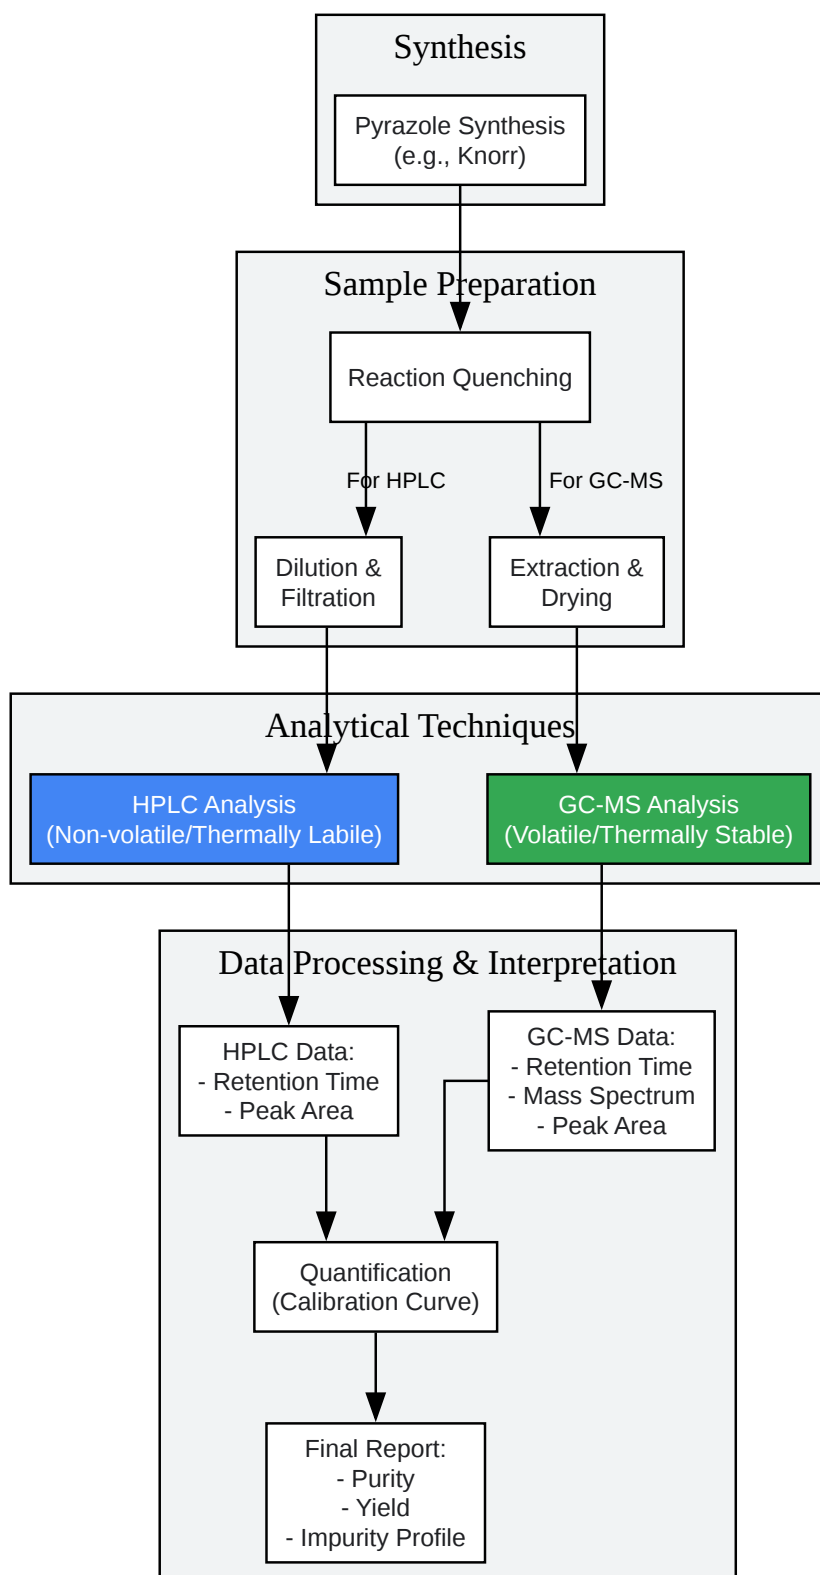 Synthesis
Pyrazole Synthesis
(e.g., Knorr)
Sample Preparation
Reaction Quenching
For HPLC
For GC-MS
Dilution &
Filtration
Extraction &
Drying
Analytical Techniques
HPLC Analysis
(Non-volatile/Thermally Labile)
GC-MS Analysis
(Volatile/Thermally Stable)
Data Processing & Interpretation
HPLC Data:
- Retention Time
- Peak Area
GC-MS Data:
- Retention Time
- Mass Spectrum
- Peak Area
Quantification
(Calibration Curve)
Final Report:
- Purity
- Yield
- Impurity Profile